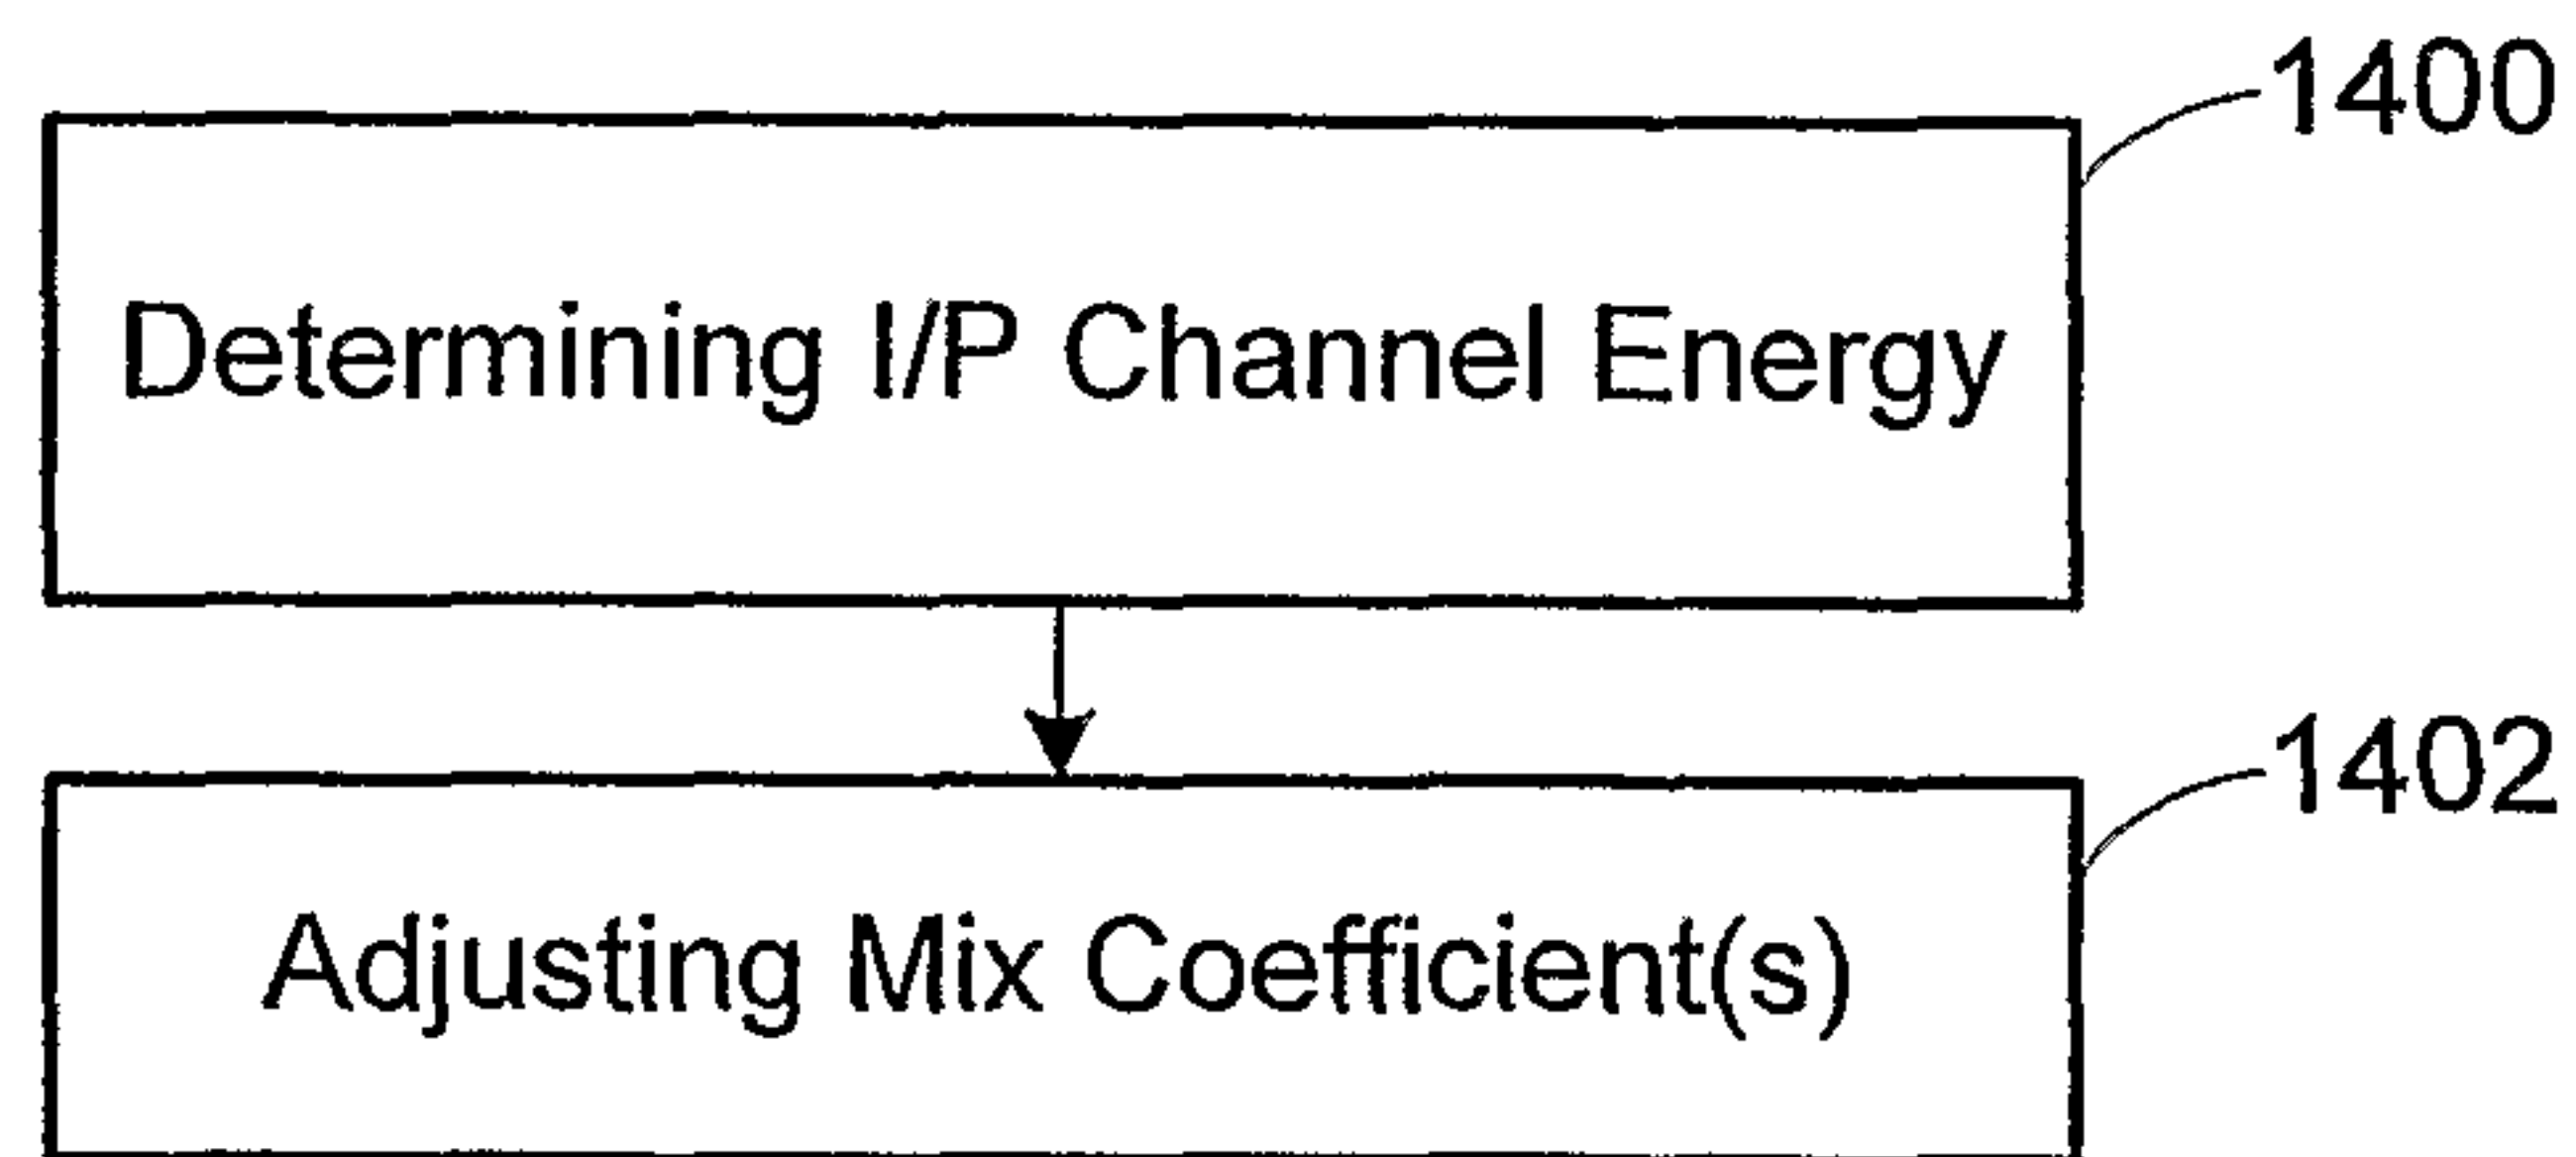 1400
Determining I/P Channel Energy
1402
Adjusting Mix Coefficient(s)